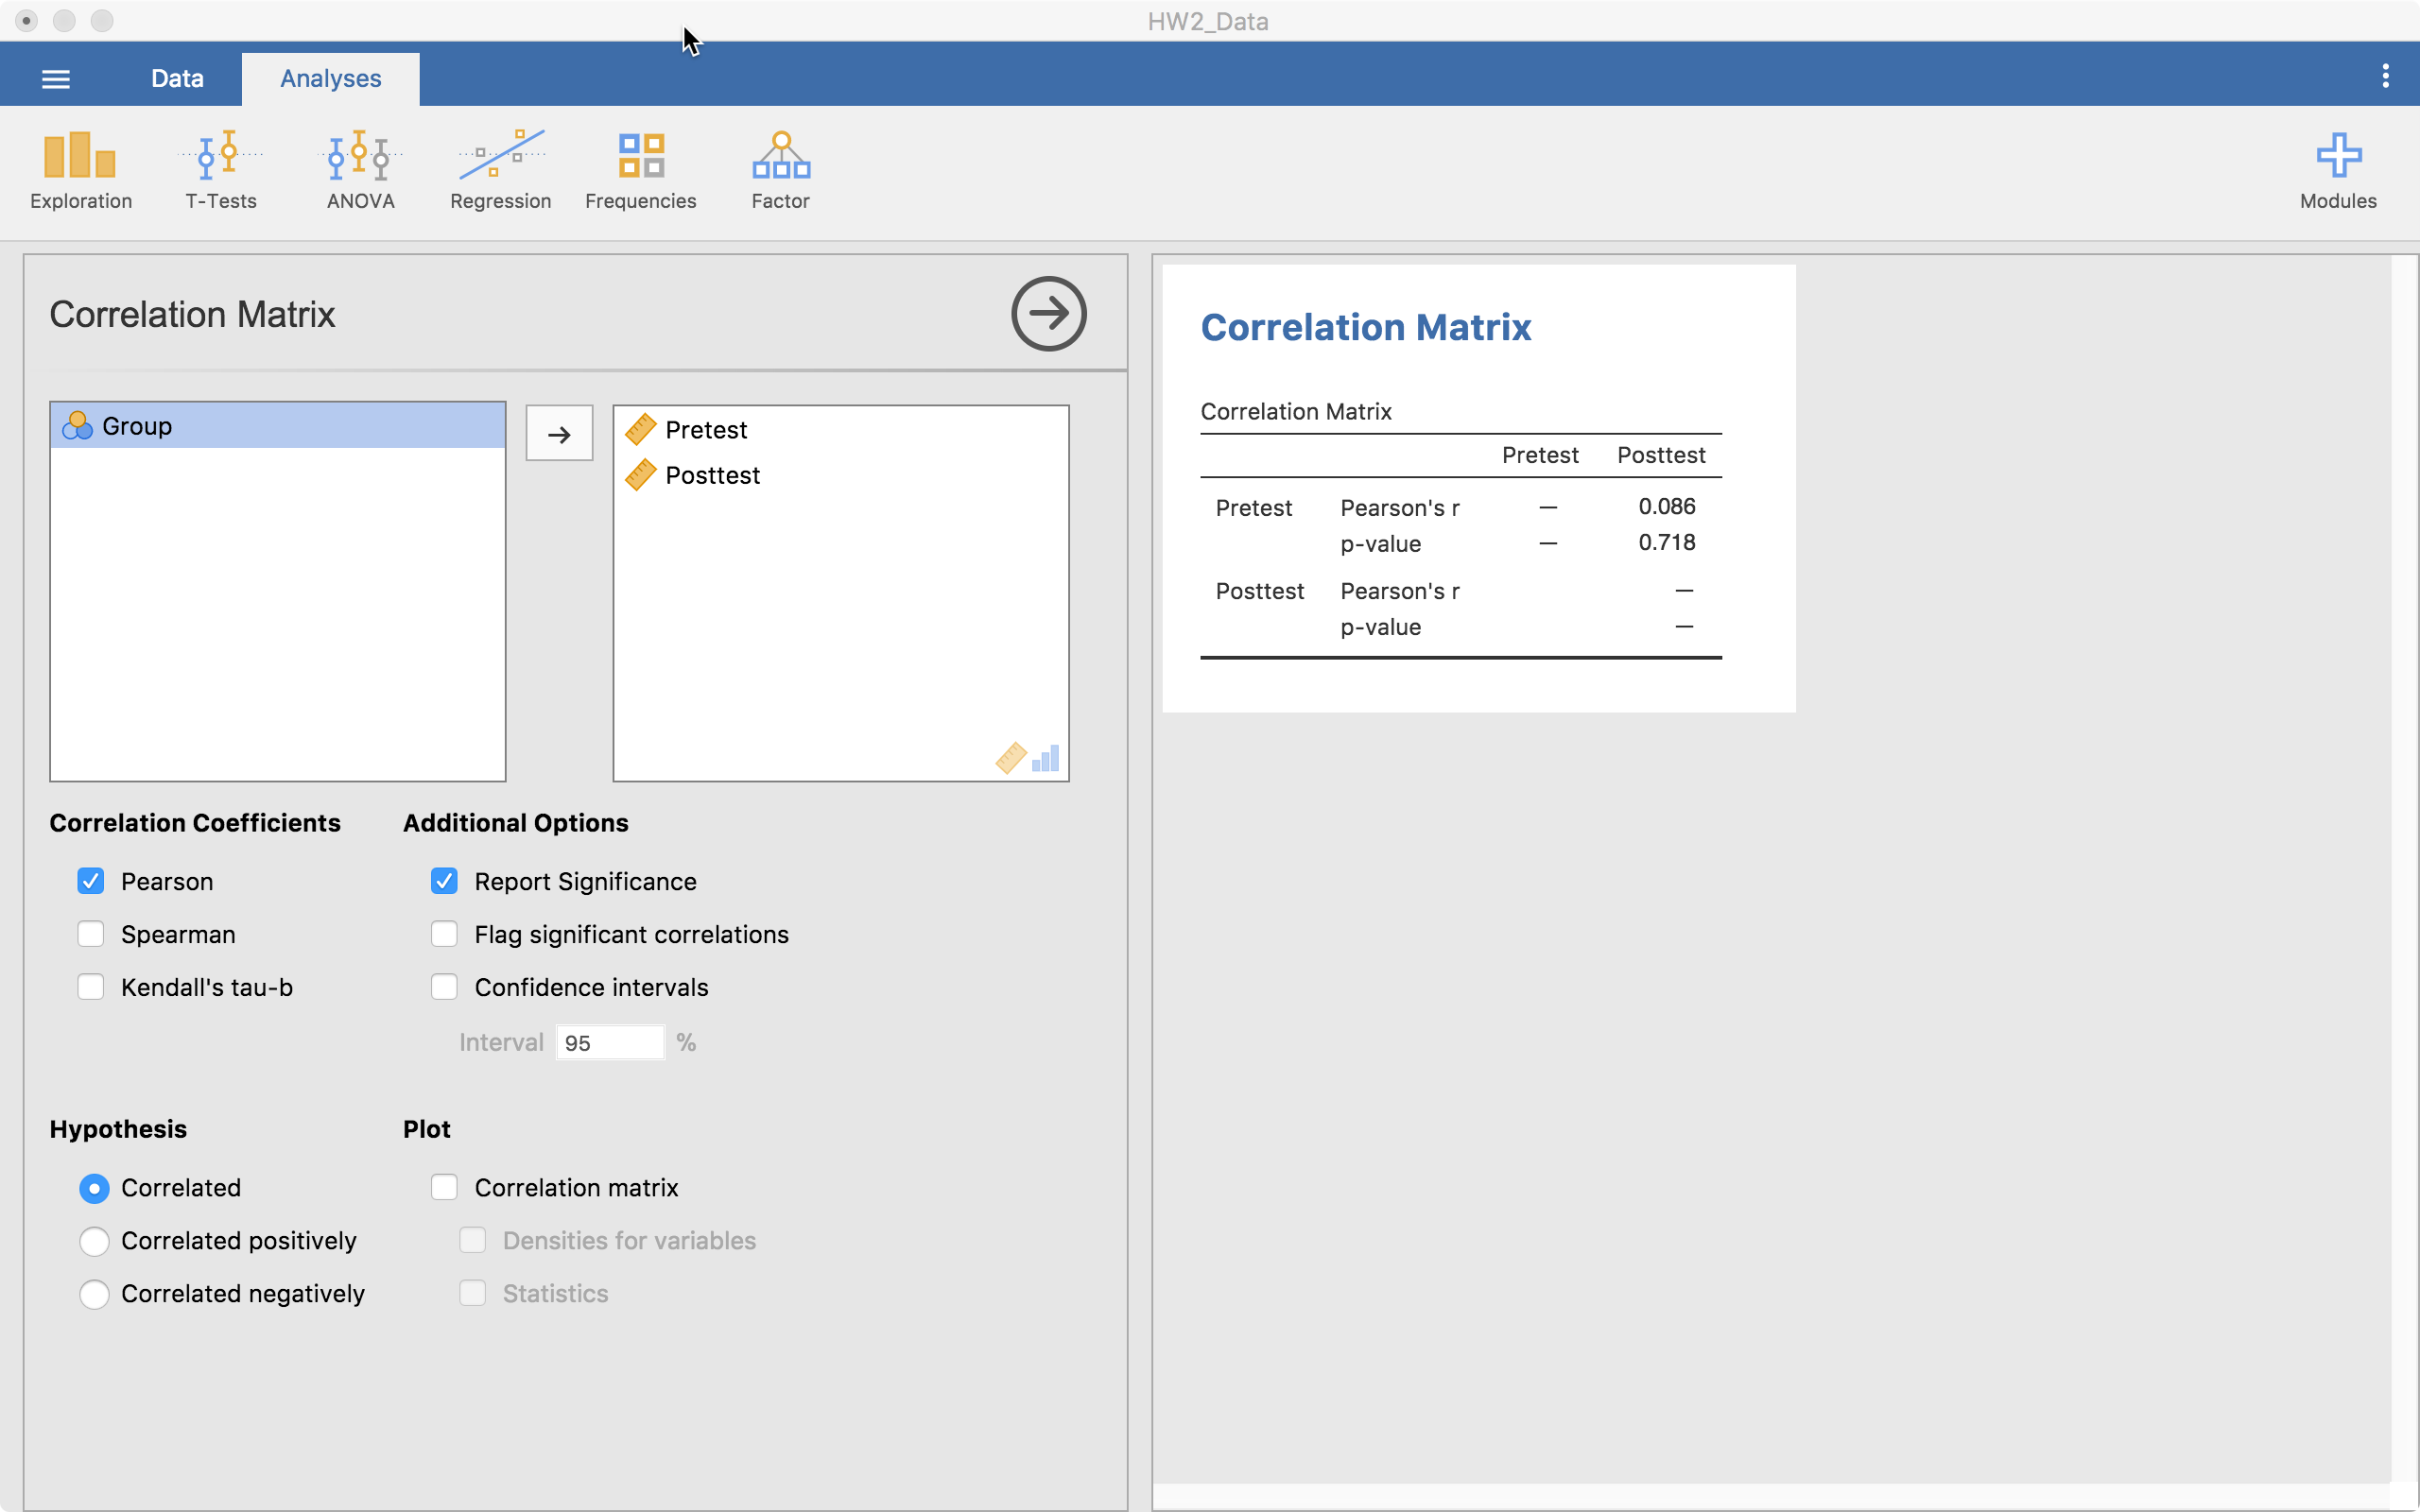 HW2_Data
Data Analyses
Exploration T-Tests ANOVA Regression Frequencies Factor Modules
Correlation Matrix
Group
Pretest
Posttest
Correlation Coefficients
Pearson
Spearman
Kendall's tau-b
Additional Options
Report Significance
Flag significant correlations
Confidence intervals
Interval 95 %
Hypothesis
Correlated
Correlated positively
Correlated negatively
Plot
Correlation matrix
Densities for variables
Statistics
Correlation Matrix
Correlation Matrix
Pretest Posttest
Pretest Pearson's r — 0.086
p-value — 0.718
Posttest Pearson's r —
p-value —